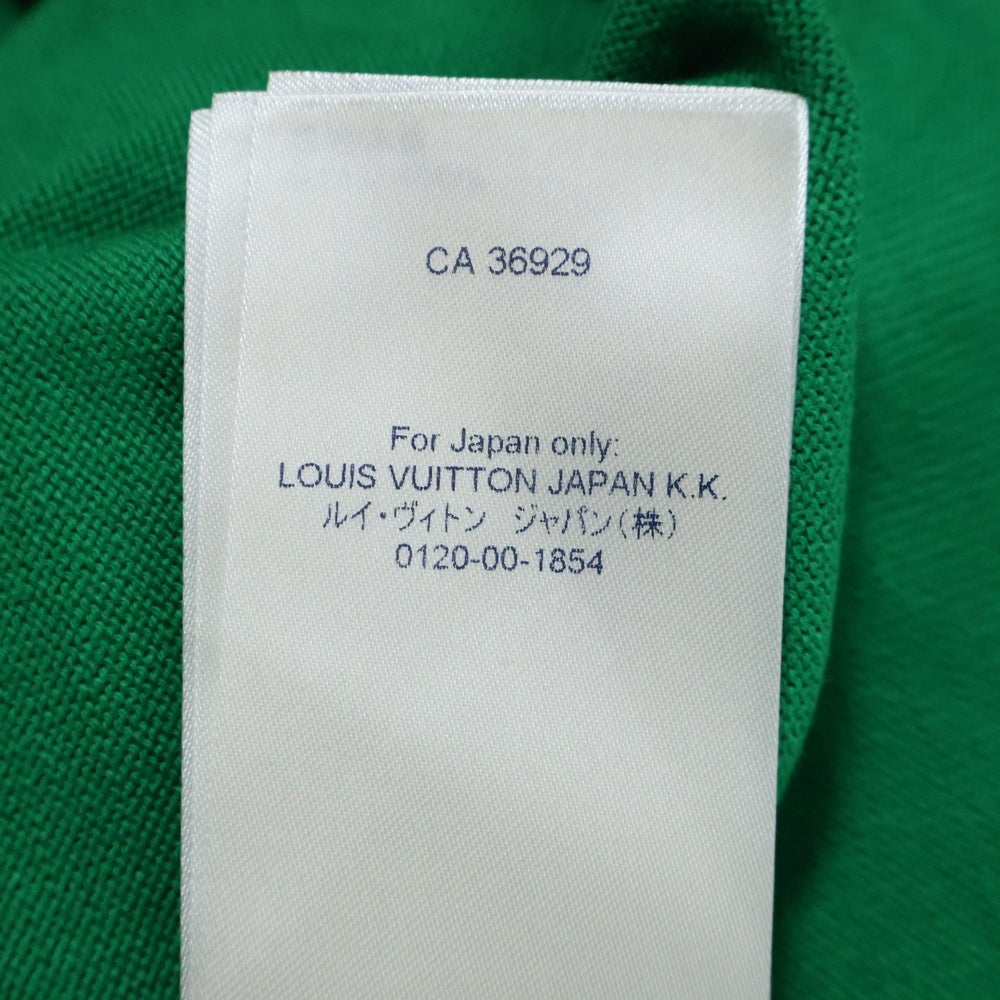 CA 36929
For Japan only:
LOUIS VUITTON JAPAN K.K.
ルイ・ヴィトン　ジャパン(株)
0120-00-1854